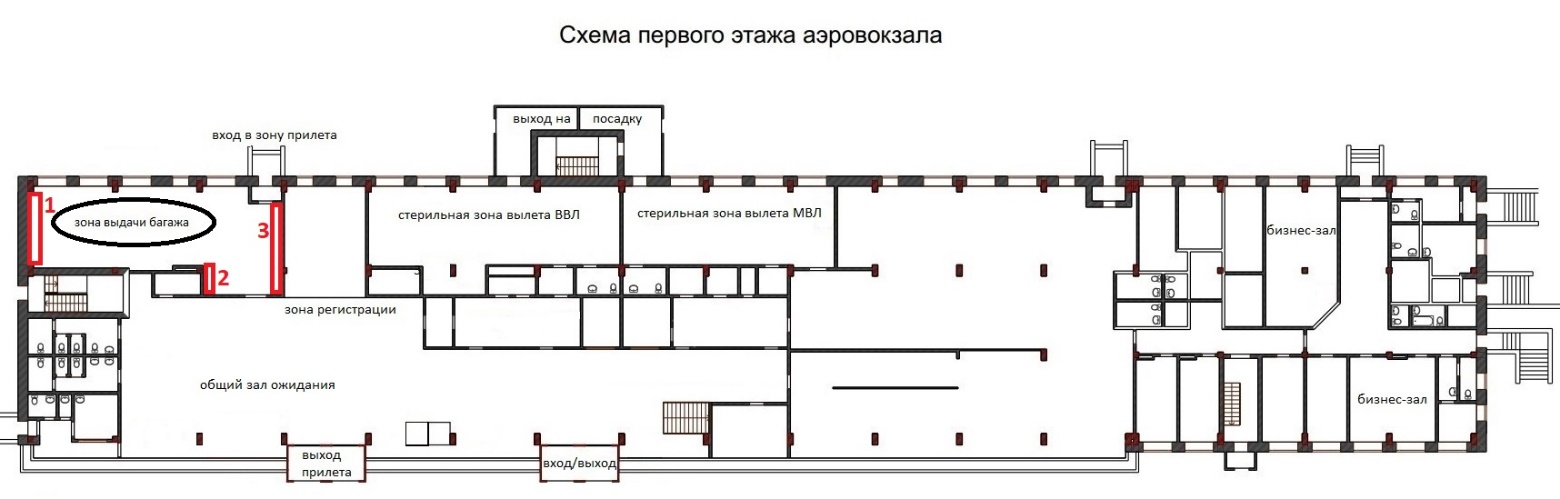 Схема первого этажа аэровокзала
выход на посадку
вход в зону прилета
1
зона выдачи багажа
3
стерильная зона вылета ВВЛ
стерильная зона вылета МВЛ
бизнес-зал
2
зона регистрации
общий зал ожидания
бизнес-зал
выход
прилета
вход/выход